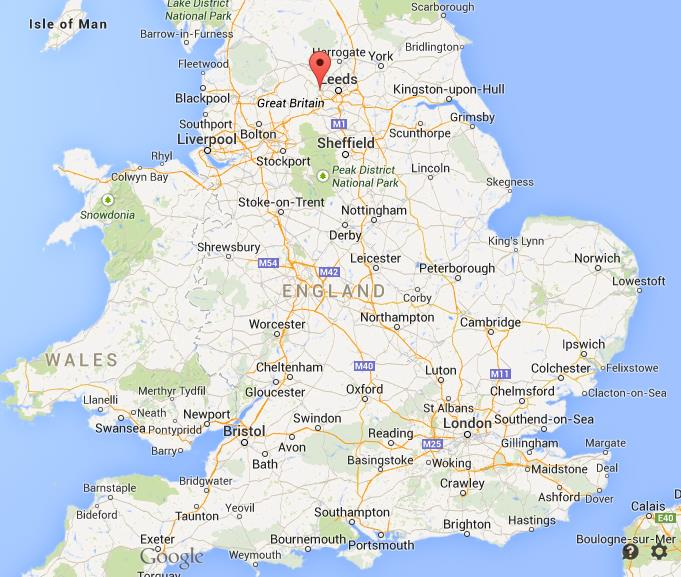 Scarborough
Lake District
National Park
Isle of Man
Barrow-in-Furness
Harrogate
York
Bridlington
Fleetwood
Leeds
Kingston-upon-Hull
Blackpool
Great Britain
Grimsby
Southport
Bolton
M1
Scunthorpe
Liverpool
Sheffield
Rhyl
Stockport
Peak District
National Park
Lincoln
Colwyn Bay
Skegness
Snowdonia
Stoke-on-Trent
Nottingham
Derby
King's Lynn
Shrewsbury
M54
M42
Leicester
Peterborough
Norwich
Lowestoft
ENGLAND
Corby
Worcester
Northampton
Cambridge
WALES
Ipswich
Cheltenham
M40
Luton
M11
Colchester
Felixstowe
Merthyr Tydfil
Gloucester
Oxford
Chelmsford
Clacton-on-Sea
Llanelli
Neath
Newport
Swindon
St Albans
Southend-on-Sea
Swansea
Pontypridd
Bristol
Avon
Reading
London
M25
Gillingham
Margate
Barry
Bath
Basingstoke
Woking
Maidstone
Deal
Barnstaple
Bridgwater
Crawley
Ashford
Dover
Bideford
Taunton
Yeovil
Southampton
Hastings
Calais
E40
Exeter
Bournemouth
Portsmouth
Brighton
Boulogne-sur-Mer
Google
Weymouth
Torquay
D